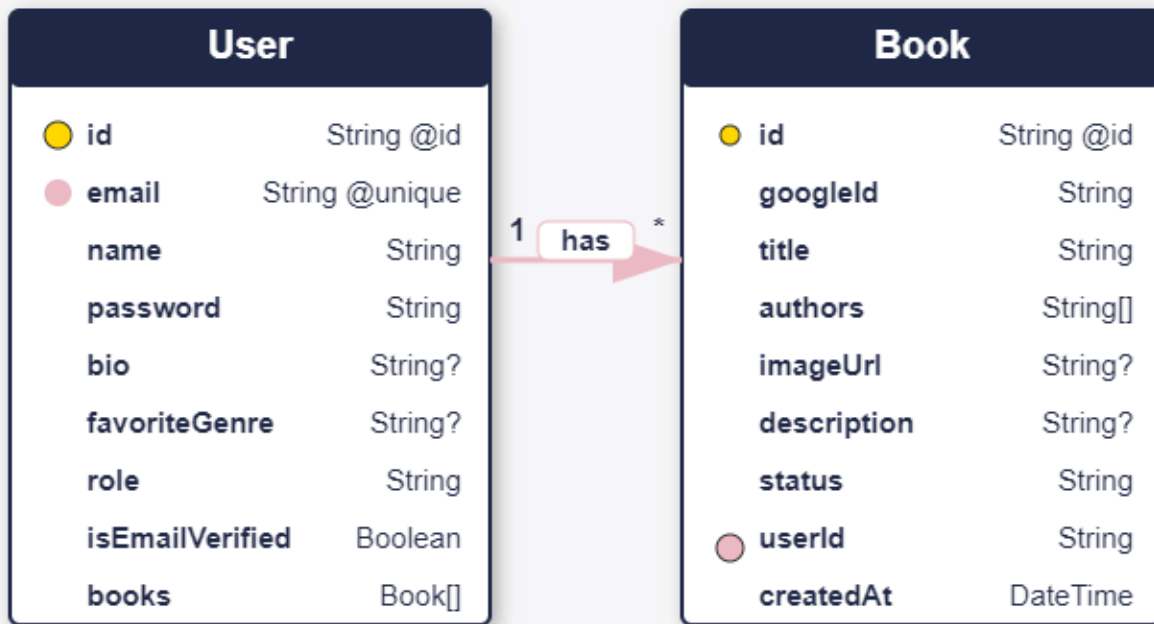 User
id String @id
email String @unique
name String
password String
bio String?
favoriteGenre String?
role String
isEmailVerified Boolean
books Book[]
1 has *
Book
id String @id
googleId String
title String
authors String[]
imageUrl String?
description String?
status String
userId String
createdAt DateTime